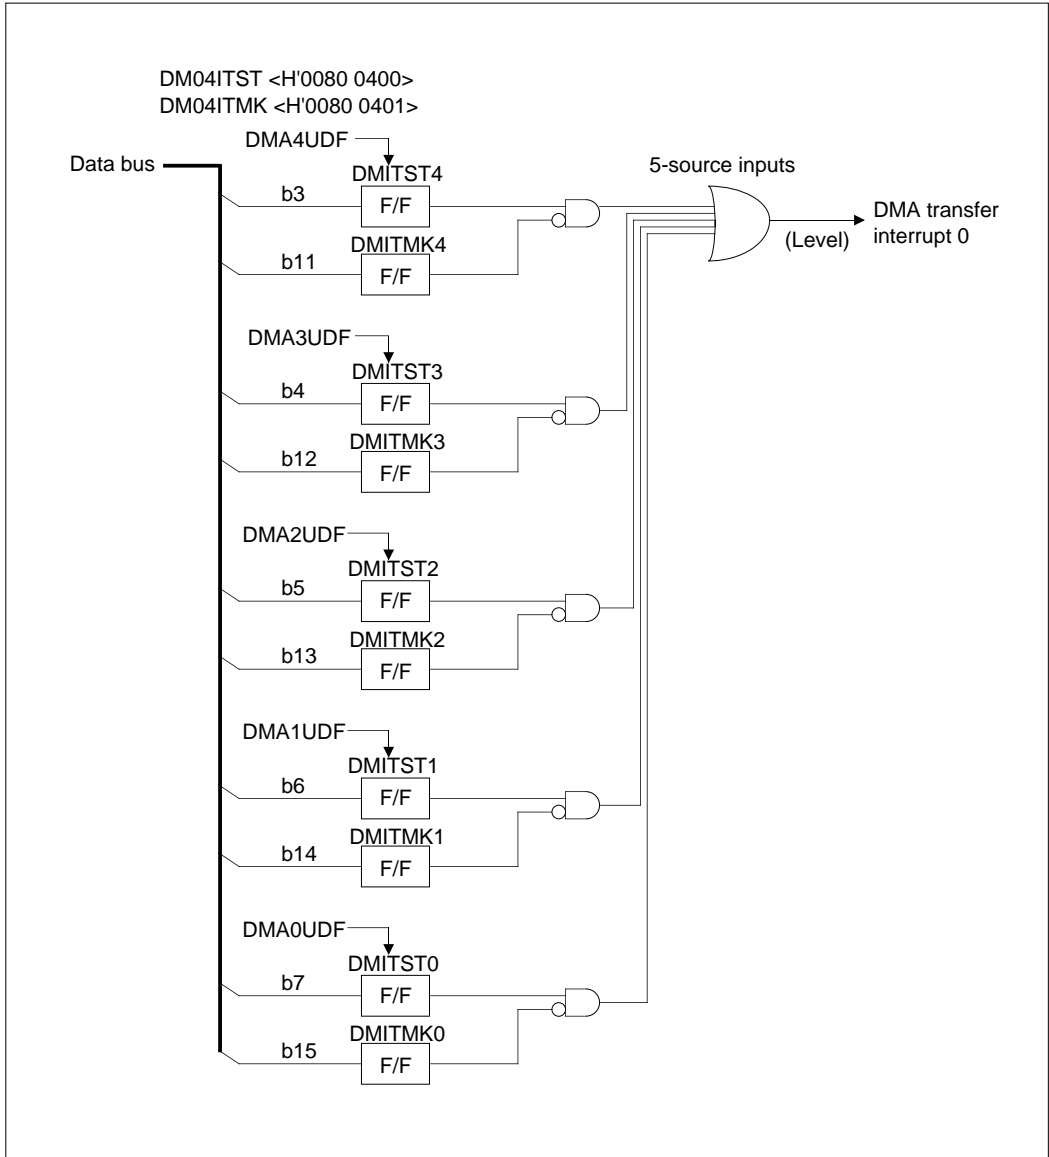 DM04ITST <H'0080 0400>
DM04ITMK <H'0080 0401>
DMA4UDF
Data bus
DMITST4
5-source inputs
b3
F/F
DMA transfer
interrupt 0
(Level)
DMITMK4
b11
F/F
DMA3UDF
DMITST3
b4
F/F
DMITMK3
b12
F/F
DMA2UDF
DMITST2
b5
F/F
DMITMK2
b13
F/F
DMA1UDF
DMITST1
b6
F/F
DMITMK1
b14
F/F
DMA0UDF
DMITST0
b7
F/F
DMITMK0
b15
F/F